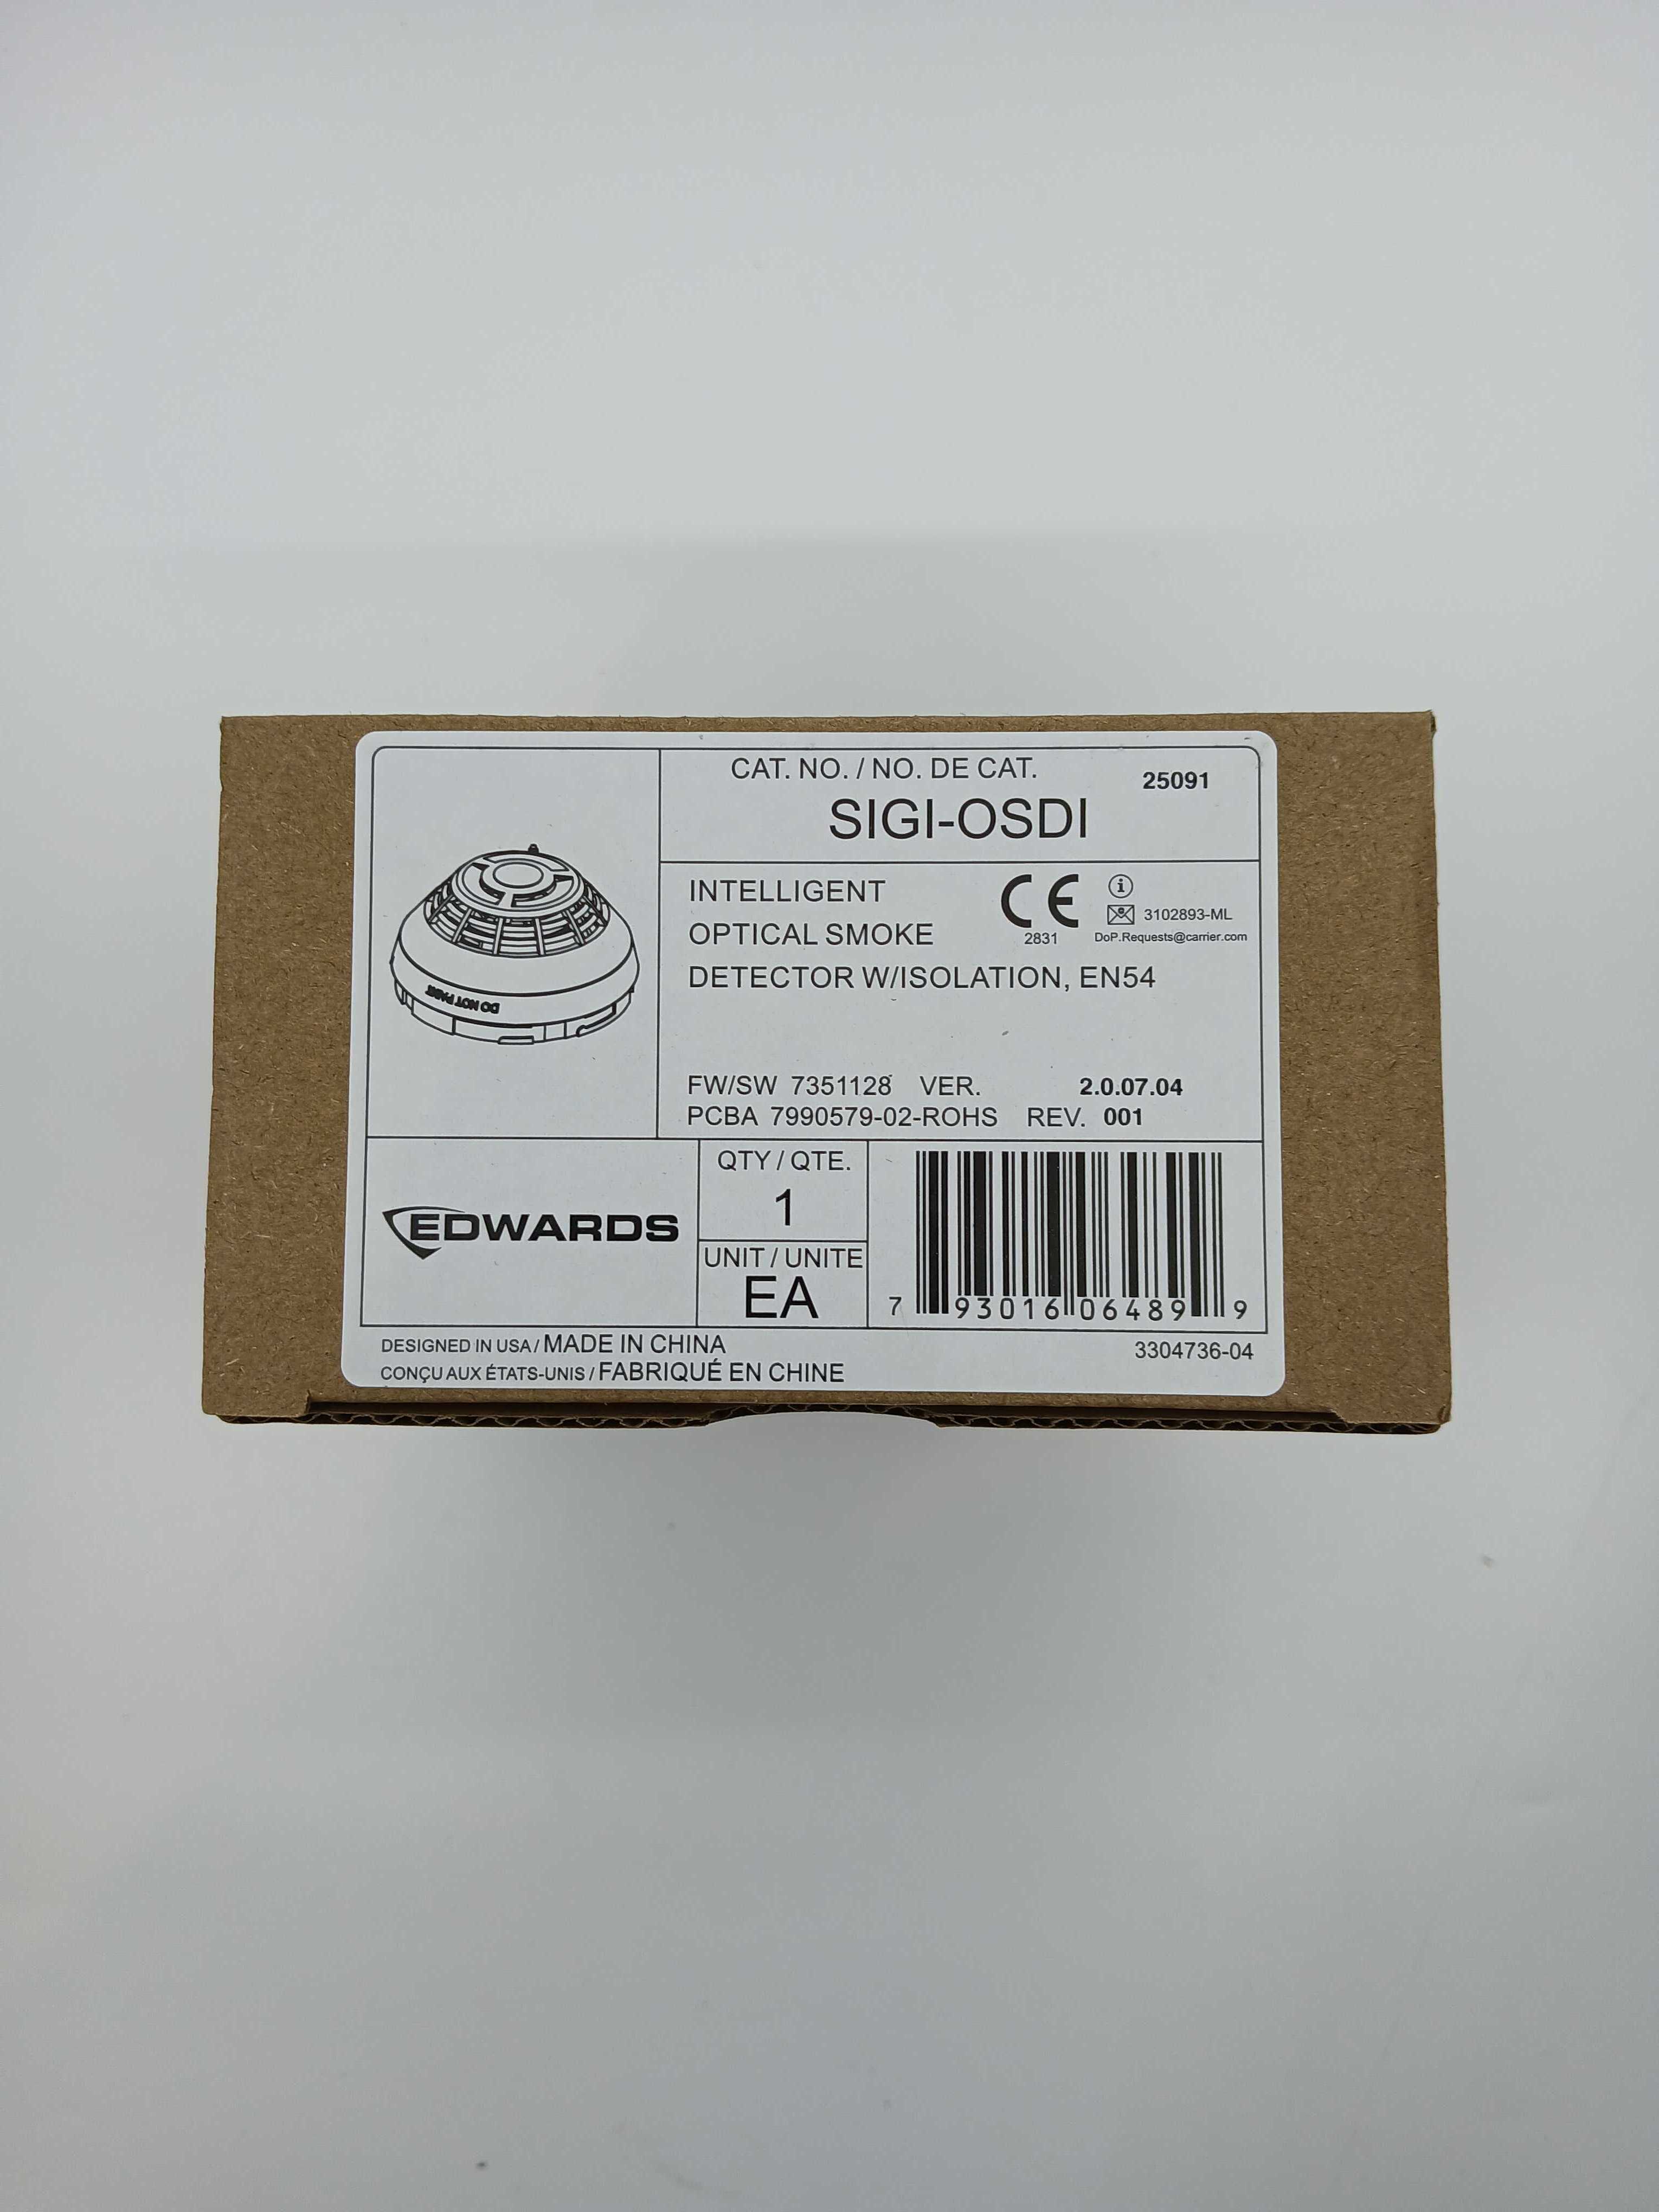 CAT. NO. / NO. DE CAT.
25091
SIGI-OSDI
INTELLIGENT
OPTICAL SMOKE
DETECTOR W/ISOLATION, EN54
CE
2831
3102893-ML
DoP.Requests@carrier.com
DO NOT PAINT
FW/SW 7351128 VER. 2.0.07.04
PCBA 7990579-02-ROHS REV. 001
EDWARDS
QTY / QTE.
1
UNIT / UNITE
EA
7 93016 06489 9
DESIGNED IN USA / MADE IN CHINA
CONÇU AUX ÉTATS-UNIS / FABRIQUÉ EN CHINE
3304736-04